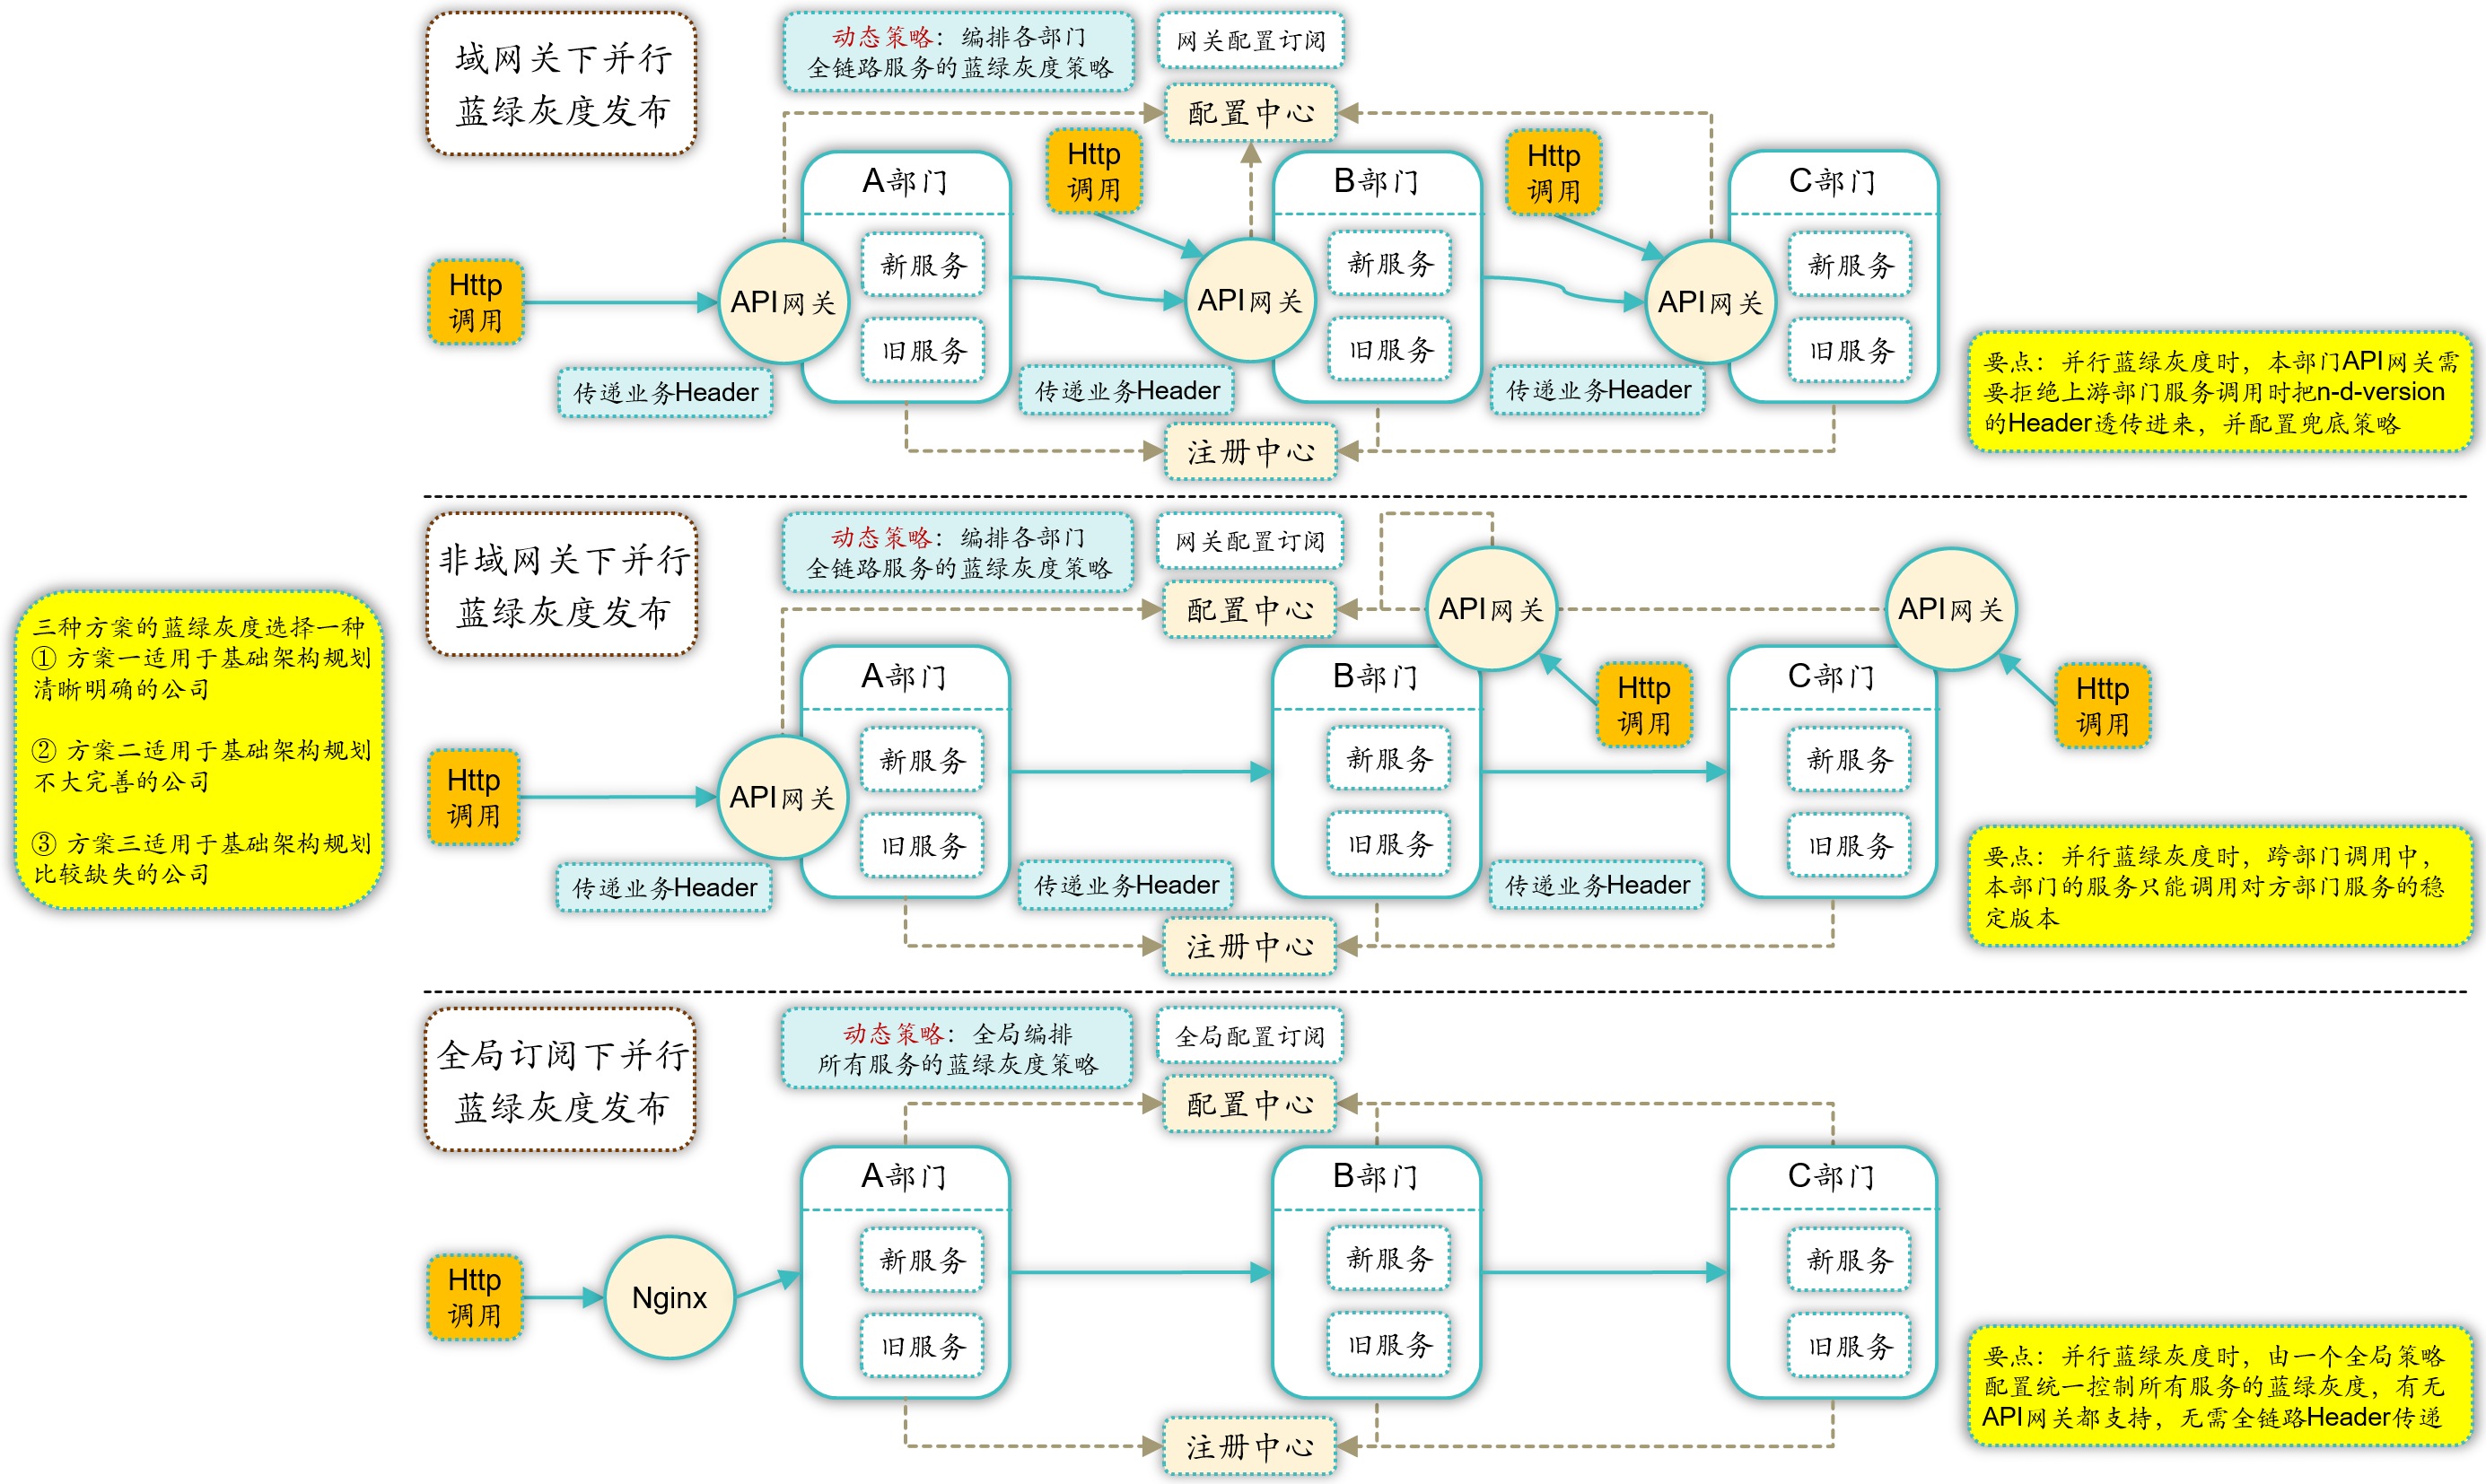 域网关下并行
蓝绿灰度发布
动态策略：编排各部门
全链路服务的蓝绿灰度策略
网关配置订阅
配置中心
Http
调用
API网关
A部门
新服务
旧服务
Http
调用
API网关
B部门
新服务
旧服务
Http
调用
API网关
C部门
新服务
旧服务
传递业务Header
传递业务Header
传递业务Header
注册中心
要点：并行蓝绿灰度时，本部门API网关需
要拒绝上游部门服务调用时把n-d-version
的Header透传进来，并配置兜底策略
三种方案的蓝绿灰度选择一种
① 方案一适用于基础架构规划
清晰明确的公司
② 方案二适用于基础架构规划
不大完善的公司
③ 方案三适用于基础架构规划
比较缺失的公司
非域网关下并行
蓝绿灰度发布
动态策略：编排各部门
全链路服务的蓝绿灰度策略
网关配置订阅
配置中心
API网关
API网关
Http
调用
API网关
A部门
新服务
旧服务
B部门
新服务
旧服务
Http
调用
C部门
新服务
旧服务
Http
调用
传递业务Header
传递业务Header
传递业务Header
注册中心
要点：并行蓝绿灰度时，跨部门调用中，
本部门的服务只能调用对方部门服务的稳
定版本
全局订阅下并行
蓝绿灰度发布
动态策略：全局编排
所有服务的蓝绿灰度策略
全局配置订阅
配置中心
Http
调用
Nginx
A部门
新服务
旧服务
B部门
新服务
旧服务
C部门
新服务
旧服务
注册中心
要点：并行蓝绿灰度时，由一个全局策略
配置统一控制所有服务的蓝绿灰度，有无
API网关都支持，无需全链路Header传递